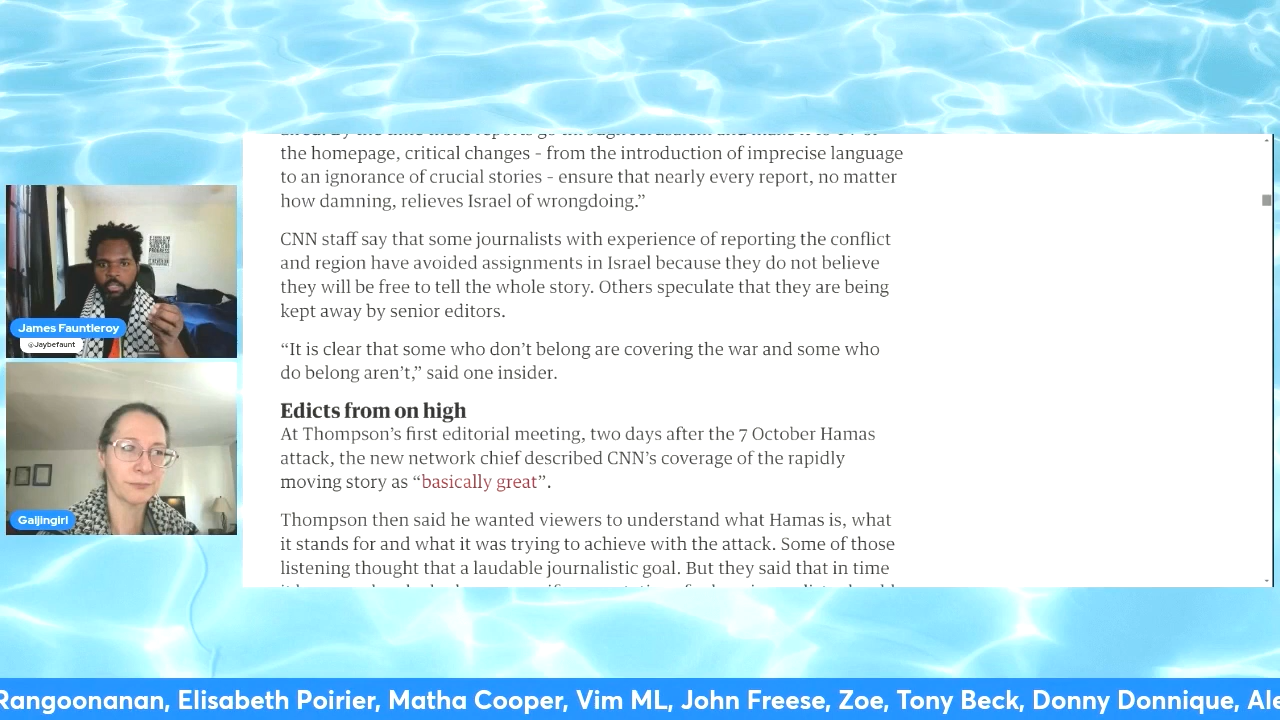 the homepage, critical changes – from the introduction of imprecise language
to an ignorance of crucial stories – ensure that nearly every report, no matter
how damning, relieves Israel of wrongdoing.”
CNN staff say that some journalists with experience of reporting the conflict
and region have avoided assignments in Israel because they do not believe
they will be free to tell the whole story. Others speculate that they are being
kept away by senior editors.
“It is clear that some who don’t belong are covering the war and some who
do belong aren’t,” said one insider.
Edicts from on high
At Thompson’s first editorial meeting, two days after the 7 October Hamas
attack, the new network chief described CNN’s coverage of the rapidly
moving story as “basically great”.
Thompson then said he wanted viewers to understand what Hamas is, what
it stands for and what it was trying to achieve with the attack. Some of those
listening thought that a laudable journalistic goal. But they said that in time
James Fauntleroy
@Jaybefaunt
Gaijingirl
Rangoonanan, Elisabeth Poirier, Matha Cooper, Vim ML, John Freese, Zoe, Tony Beck, Donny Donnique, Ale